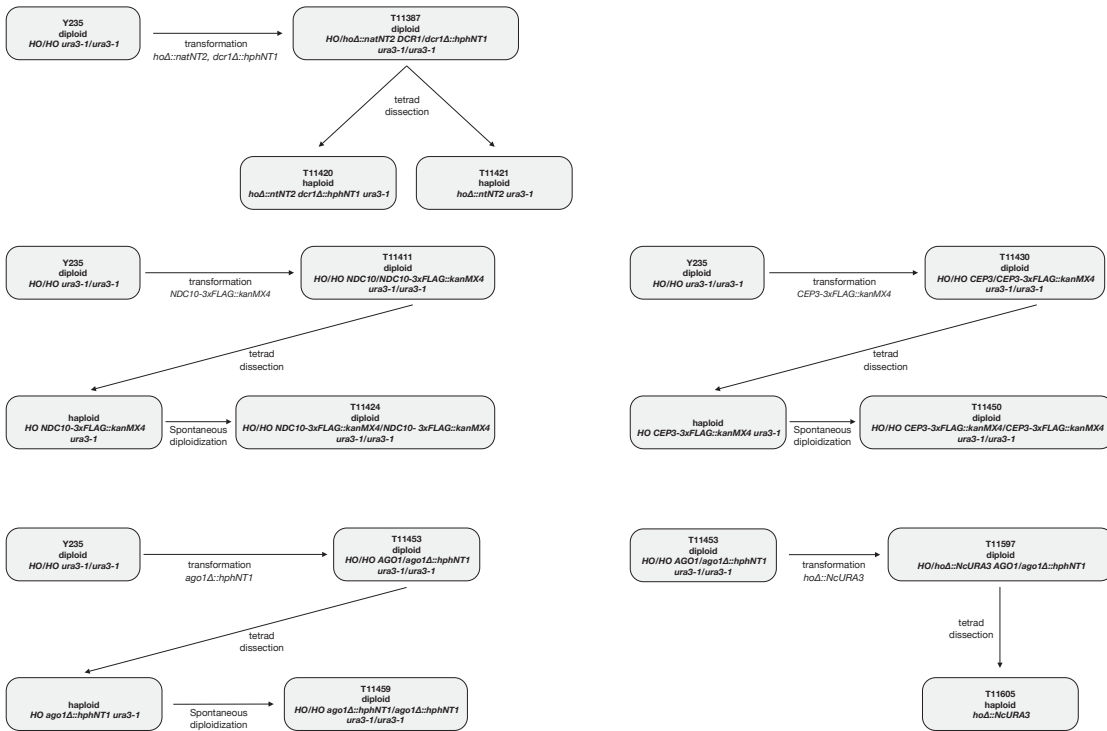 Y235
diploid
HO/HO ura3-1/ura3-1
transformation
hoΔ::natNT2, dcr1Δ::hphNT1
T11387
diploid
HO/hoΔ::natNT2 DCR1/dcr1Δ::hphNT1
ura3-1/ura3-1
tetrad
dissection
T11420
haploid
hoΔ::ntNT2 dcr1Δ::hphNT1 ura3-1
T11421
haploid
hoΔ::ntNT2 ura3-1
Y235
diploid
HO/HO ura3-1/ura3-1
transformation
NDC10-3xFLAG::kanMX4
T11411
diploid
HO/HO NDC10/NDC10-3xFLAG::kanMX4
ura3-1/ura3-1
tetrad
dissection
haploid
HO NDC10-3xFLAG::kanMX4
ura3-1
Spontaneous
diploidization
T11424
diploid
HO/HO NDC10-3xFLAG::kanMX4/NDC10- 3xFLAG::kanMX4
ura3-1/ura3-1
Y235
diploid
HO/HO ura3-1/ura3-1
transformation
CEP3-3xFLAG::kanMX4
T11430
diploid
HO/HO CEP3/CEP3-3xFLAG::kanMX4
ura3-1/ura3-1
tetrad
dissection
haploid
HO CEP3-3xFLAG::kanMX4 ura3-1
Spontaneous
diploidization
T11450
diploid
HO/HO CEP3-3xFLAG::kanMX4/CEP3-3xFLAG::kanMX4
ura3-1/ura3-1
Y235
diploid
HO/HO ura3-1/ura3-1
transformation
ago1Δ::hphNT1
T11453
diploid
HO/HO AGO1/ago1Δ::hphNT1
ura3-1/ura3-1
tetrad
dissection
haploid
HO ago1Δ::hphNT1 ura3-1
Spontaneous
diploidization
T11459
diploid
HO/HO ago1Δ::hphNT1/ago1Δ::hphNT1
ura3-1/ura3-1
T11453
diploid
HO/HO AGO1/ago1Δ::hphNT1
ura3-1/ura3-1
transformation
hoΔ::NcURA3
T11597
diploid
HO/hoΔ::NcURA3 AGO1/ago1Δ::hphNT1
tetrad
dissection
T11605
haploid
hoΔ::NcURA3